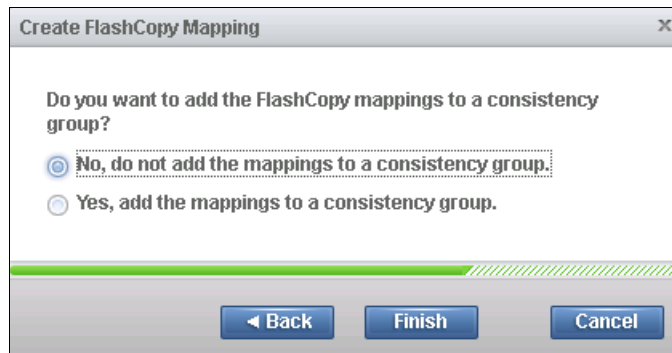 Create FlashCopy Mapping x
Do you want to add the FlashCopy mappings to a consistency
group?
No, do not add the mappings to a consistency group.
Yes, add the mappings to a consistency group.
Back Finish Cancel